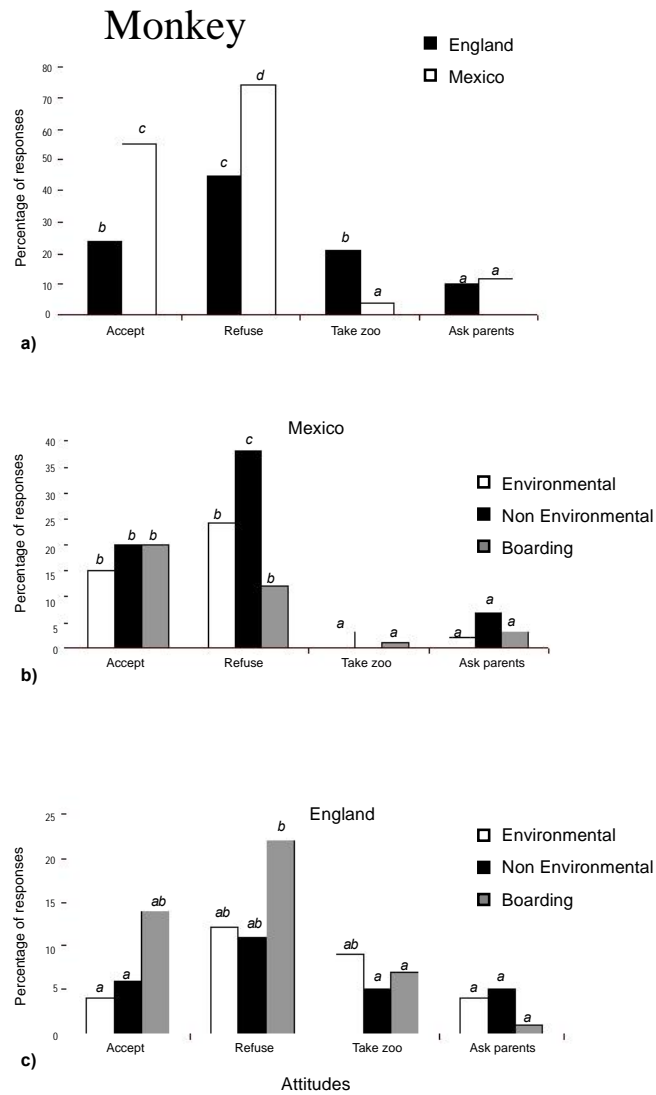 Monkey
England
Mexico
Percentage of responses
80
70
60
50
40
30
20
10
0
b
c
c
d
b
a
a
a
Accept
Refuse
Take zoo
Ask parents
a)
Mexico
Environmental
Non Environmental
Boarding
Percentage of responses
40
35
30
25
20
15
10
5
0
b
b
b
b
c
b
a
a
a
a
a
Accept
Refuse
Take zoo
Ask parents
b)
England
Environmental
Non Environmental
Boarding
Percentage of responses
25
20
15
10
5
0
a
a
ab
ab
ab
b
ab
a
a
a
a
a
Accept
Refuse
Take zoo
Ask parents
c)
Attitudes